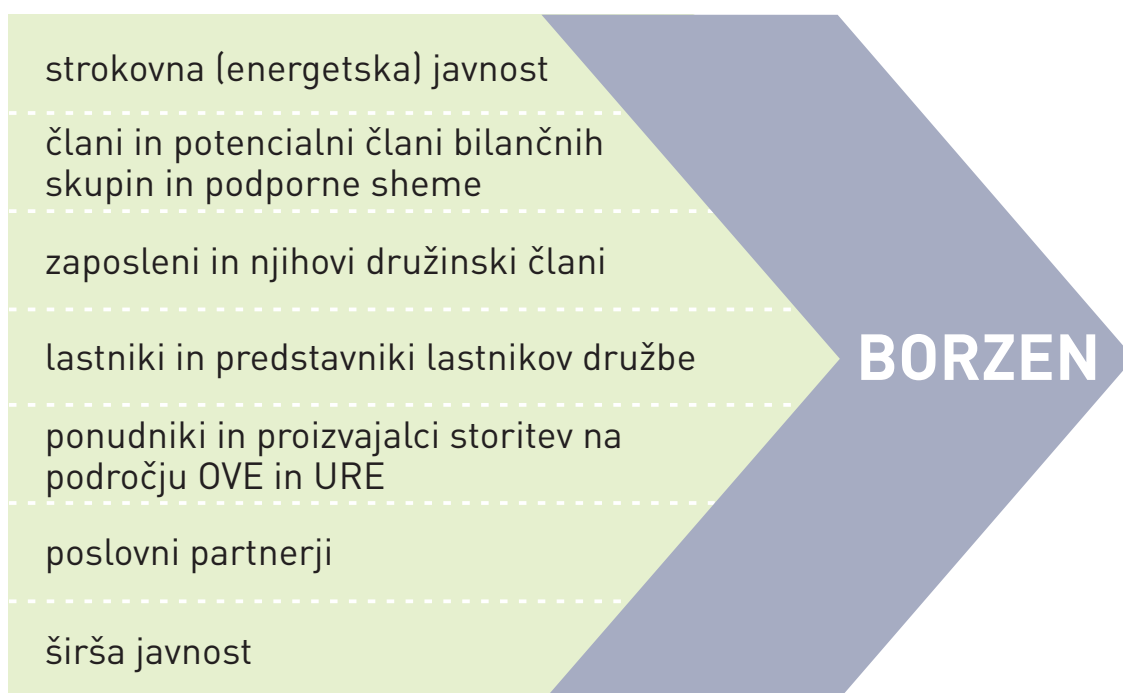 strokovna (energetska) javnost
člani in potencialni člani bilančnih
skupin in podporne sheme
zaposleni in njihovi družinski člani
lastniki in predstavniki lastnikov družbe
ponudniki in proizvajalci storitev na
področju OVE in URE
poslovni partnerji
širša javnost
BORZEN